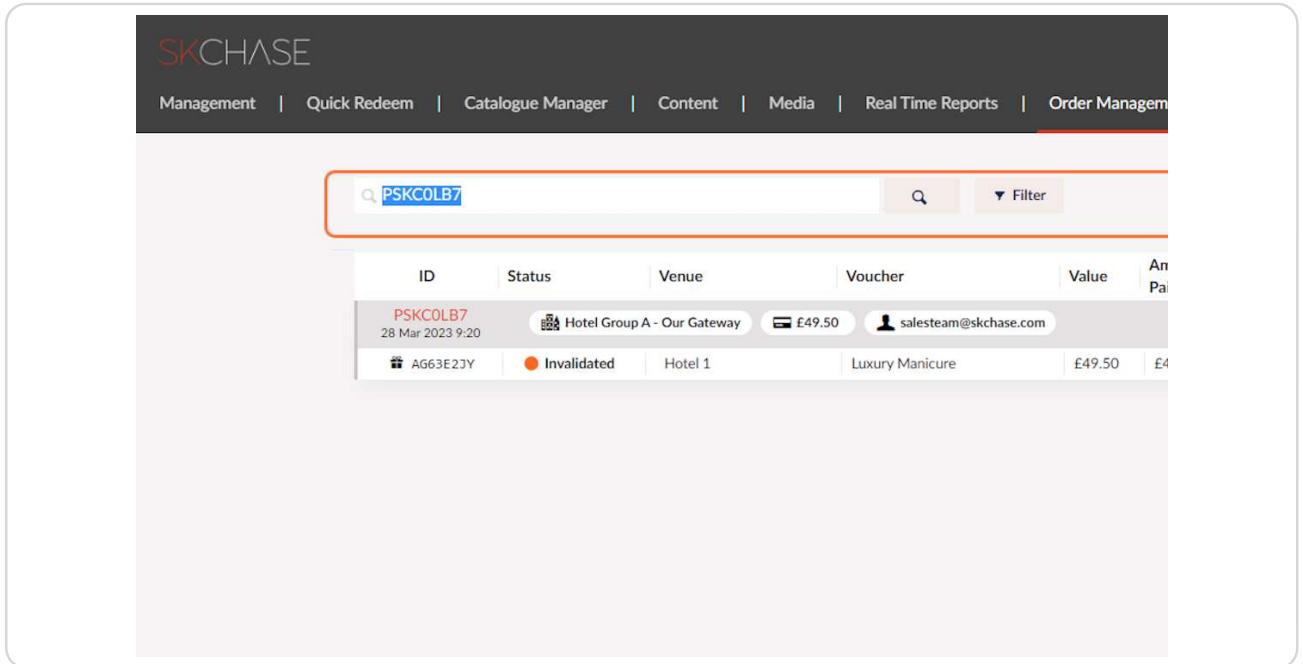 SKCHASE
Management | Quick Redeem | Catalogue Manager | Content | Media | Real Time Reports | Order Managem
PSKC0LB7
Filter
ID Status Venue Voucher Value Am
Pai
PSKC0LB7
28 Mar 2023 9:20
Hotel Group A - Our Gateway £49.50 salesteam@skchase.com
AG63E2JY Invalidated Hotel 1 Luxury Manicure £49.50 £4